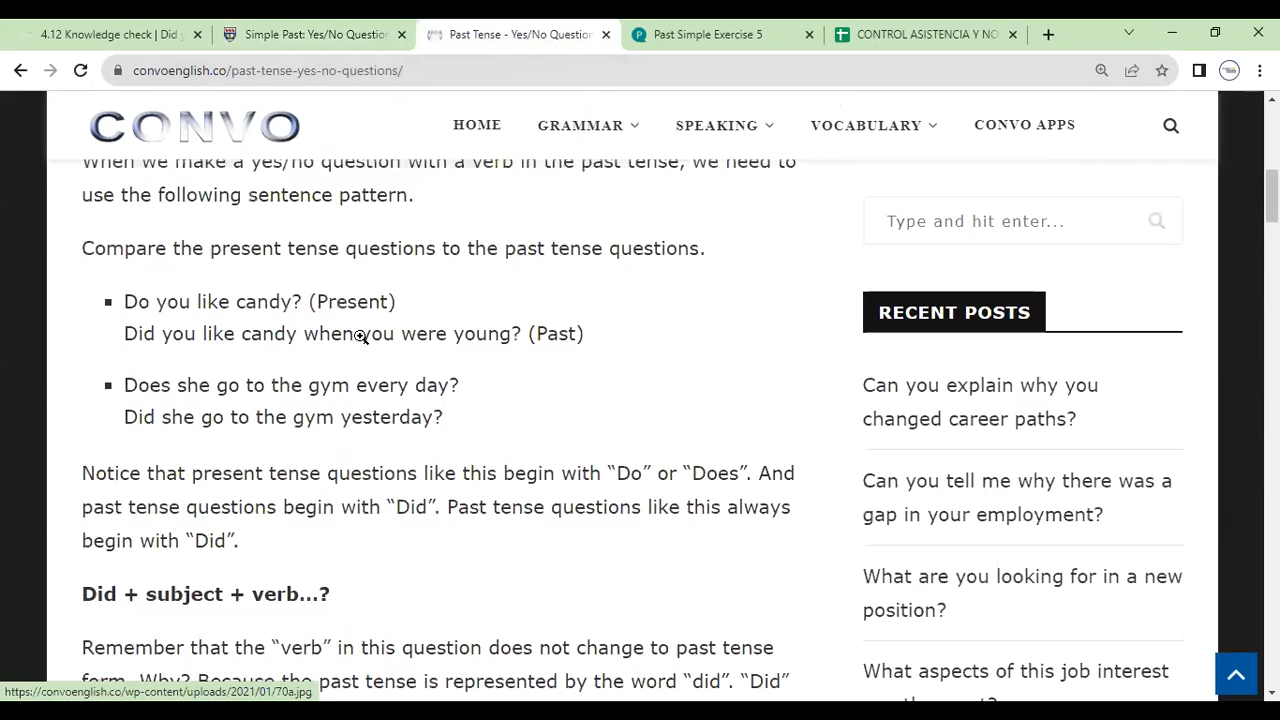 4.12 Knowledge check | Did y
Simple Past: Yes/No Question
Past Tense - Yes/No Question
Past Simple Exercise 5
CONTROL ASISTENCIA Y NO
convoenglish.co/past-tense-yes-no-questions/
CONVO
HOME
GRAMMAR
SPEAKING
VOCABULARY
CONVO APPS
When we make a yes/no question with a verb in the past tense, we need to
use the following sentence pattern.
Compare the present tense questions to the past tense questions.
Do you like candy? (Present)
Did you like candy when you were young? (Past)
Does she go to the gym every day?
Did she go to the gym yesterday?
Notice that present tense questions like this begin with “Do” or “Does”. And
past tense questions begin with “Did”. Past tense questions like this always
begin with “Did”.
Did + subject + verb…?
Remember that the “verb” in this question does not change to past tense
form. Why? Because the past tense is represented by the word “did”. “Did”
Type and hit enter...
RECENT POSTS
Can you explain why you
changed career paths?
Can you tell me why there was a
gap in your employment?
What are you looking for in a new
position?
What aspects of this job interest
https://convoenglish.co/wp-content/uploads/2021/01/70a.jpg